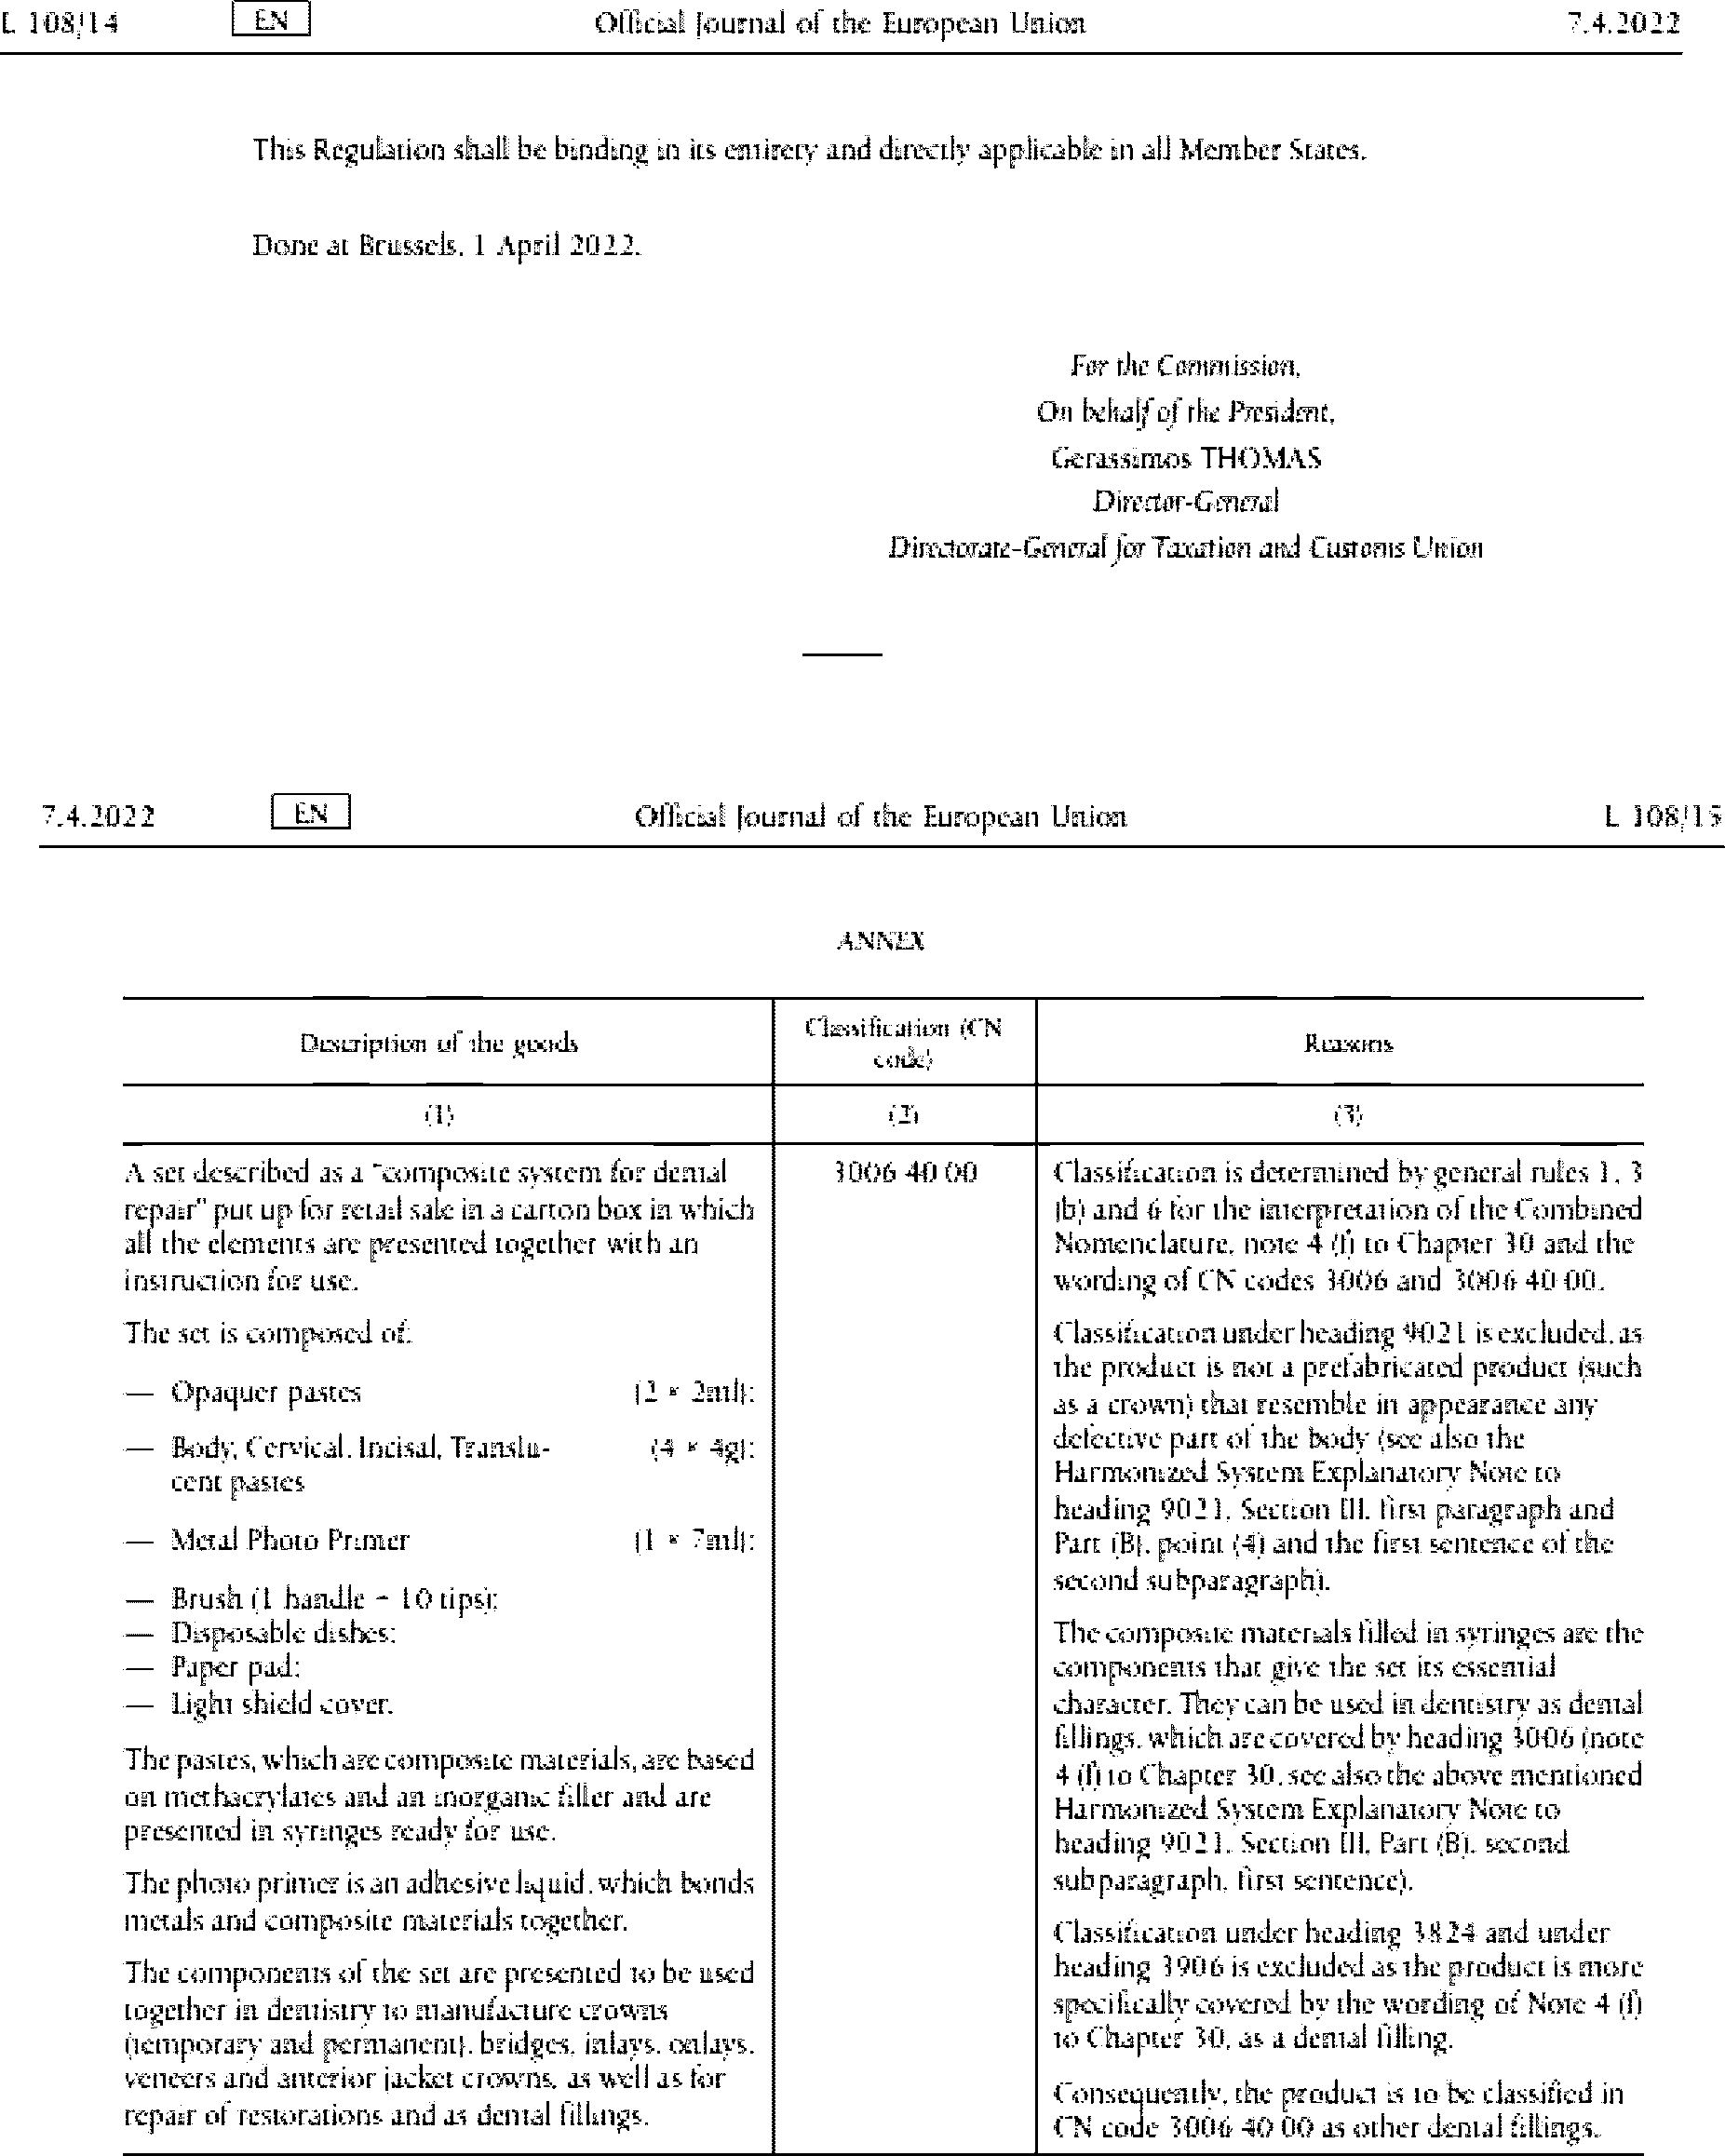 L 108/14 EN Official Journal of the European Union 7.4.2022
This Regulation shall be binding in its entirety and directly applicable in all Member States.
Done at Brussels, 1 April 2022.
For the Commission,
On behalf of the President,
Gerassimos THOMAS
Director-General
Directorate-General for Taxation and Customs Union
7.4.2022 EN Official Journal of the European Union L 108/15
ANNEX
Description of the goods
Classification (CN
code)
Reasons
(1)
(2)
(3)
A set described as a “composite system for dental
repair” put up for retail sale in a carton box in which
all the elements are presented together with an
instruction for use.
The set is composed of:
— Opaquer pastes (2 × 2ml);
— Body, Cervical, Incisal, Translu-
cent pastes (4 × 4g);
— Metal Photo Primer (1 × 7ml);
— Brush (1 handle – 10 tips);
— Disposable dishes;
— Paper pad;
— Light shield cover.
The pastes, which are composite materials, are based
on methacrylates and an inorganic filler and are
presented in syringes ready for use.
The photo primer is an adhesive liquid, which bonds
metals and composite materials together.
The components of the set are presented to be used
together in dentistry to manufacture crowns
(temporary and permanent), bridges, inlays, onlays,
veneers and anterior jacket crowns, as well as for
repair of restorations and as dental fillings.
3006 40 00
Classification is determined by general rules 1, 3
(b) and 6 for the interpretation of the Combined
Nomenclature, note 4 (f) to Chapter 30 and the
wording of CN codes 3006 and 3006 40 00.
Classification under heading 9021 is excluded, as
the product is not a prefabricated product (such
as a crown) that resemble in appearance any
defective part of the body (see also the
Harmonized System Explanatory Note to
heading 9021, Section III, first paragraph and
Part (B), point (4) and the first sentence of the
second subparagraph).
The composite materials filled in syringes are the
components that give the set its essential
character. They can be used in dentistry as dental
fillings, which are covered by heading 3006 (note
4 (f) to Chapter 30, see also the above mentioned
Harmonized System Explanatory Note to
heading 9021, Section III, Part (B), second
subparagraph, first sentence).
Classification under heading 3824 and under
heading 3906 is excluded as the product is more
specifically covered by the wording of Note 4 (f)
to Chapter 30, as a dental filling.
Consequently, the product is to be classified in
CN code 3006 40 00 as other dental fillings.